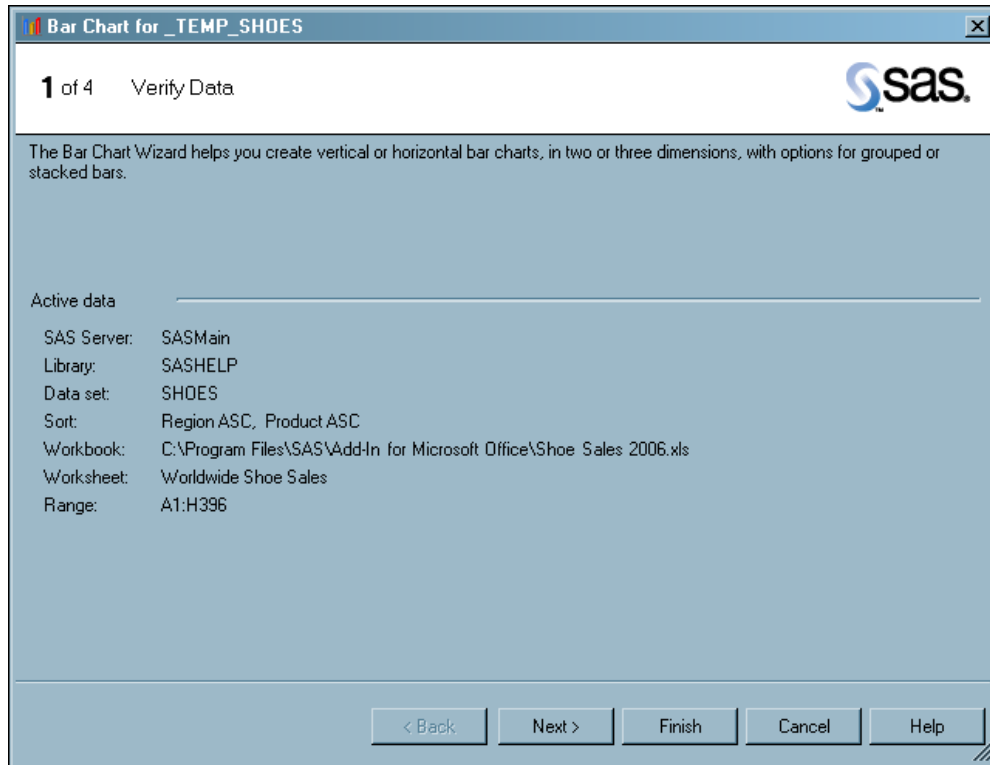 Bar Chart for _TEMP_SHOES
1 of 4 Verify Data
sas.
TM
The Bar Chart Wizard helps you create vertical or horizontal bar charts, in two or three dimensions, with options for grouped or
stacked bars.
Active data
SAS Server: SASMain
Library: SASHELP
Data set: SHOES
Sort: Region ASC, Product ASC
Workbook: C:\Program Files\SAS\Add-In for Microsoft Office\Shoe Sales 2006.xls
Worksheet: Worldwide Shoe Sales
Range: A1:H396
< Back Next > Finish Cancel Help